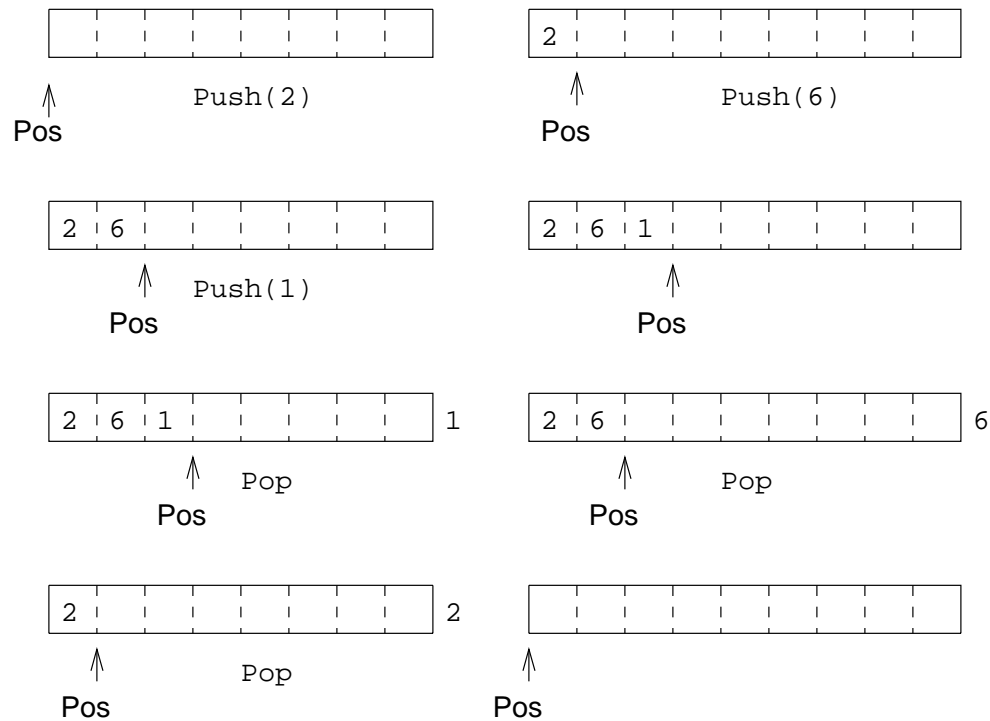 2
Push(2) Push(6)
Pos Pos
2 6 2 6 1
Push(1)
Pos Pos
2 6 1 1 2 6 6
Pop Pop
Pos Pos
2 2
Pop
Pos Pos